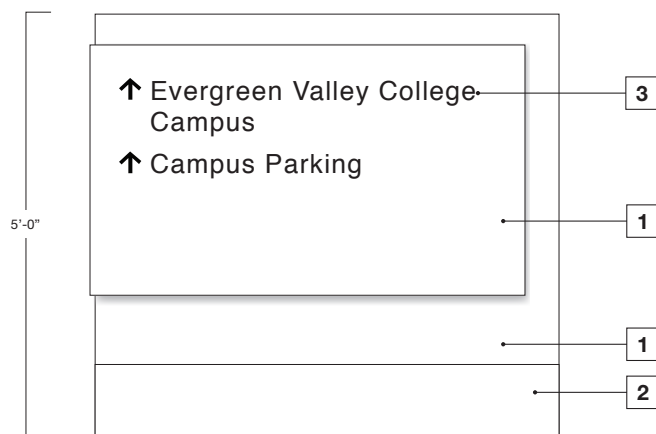 ↑ Evergreen Valley College
Campus
↑ Campus Parking
3
5’-0”
1
1
2